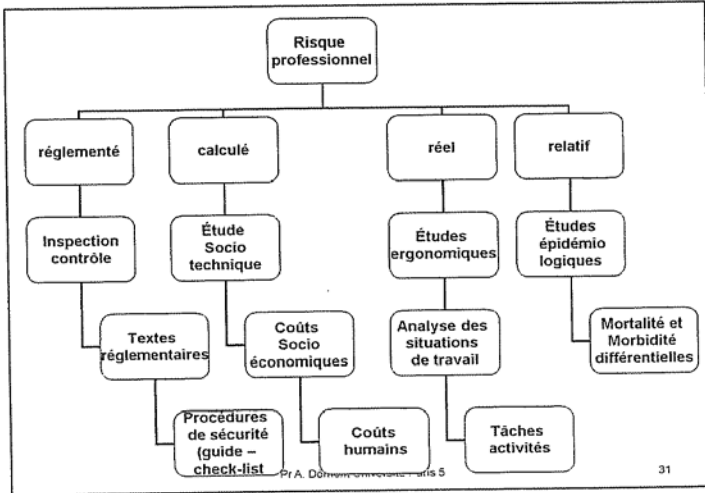 Risque
professionnel
réglementé
calculé
réel
relatif
Inspection
contrôle
Étude
Socio
technique
Études
ergonomiques
Études
épidémio
logiques
Textes
réglementaires
Coûts
Socio
économiques
Analyse des
situations
de travail
Mortalité et
Morbidité
différentielles
Procédures
de sécurité
(guide –
check-list
Coûts
humains
Tâches
activités
Pr A. 5
31